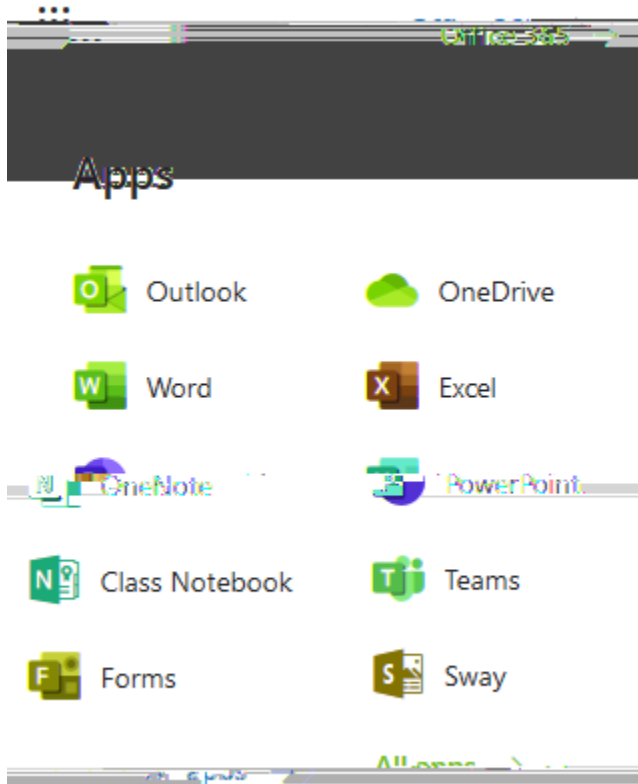 Office 365 →
Apps
Outlook OneDrive
Word Excel
OneNote PowerPoint
Class Notebook Teams
Forms Sway
All apps →